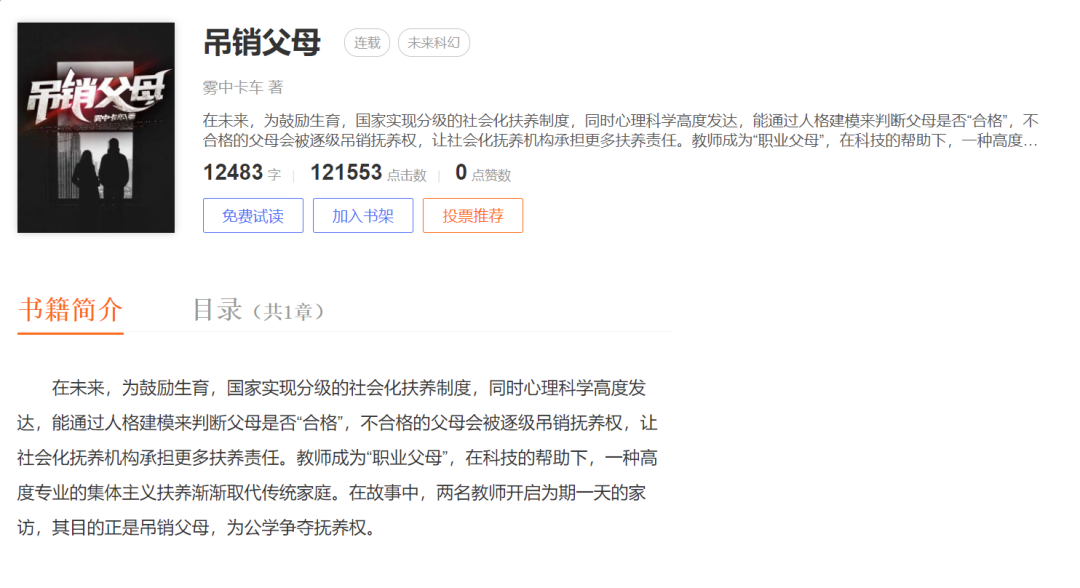 吊销父母
雾中卡车 著
吊销父母 连载 未来科幻
雾中卡车 著
在未来，为鼓励生育，国家实现分级的社会化扶养制度，同时心理科学高度发达，能通过人格建模来判断父母是否“合格”，不
合格的父母会被逐级吊销抚养权，让社会化抚养机构承担更多扶养责任。教师成为“职业父母”，在科技的帮助下，一种高度…
12483 字 | 121553 点击数 | 0 点赞数
免费试读 加入书架 投票推荐
书籍简介 目录（共1章）
在未来，为鼓励生育，国家实现分级的社会化扶养制度，同时心理科学高度发
达，能通过人格建模来判断父母是否“合格”，不合格的父母会被逐级吊销抚养权，让
社会化抚养机构承担更多扶养责任。教师成为“职业父母”，在科技的帮助下，一种高
度专业的集体主义扶养渐渐取代传统家庭。在故事中，两名教师开启为期一天的家
访，其目的正是吊销父母，为公学争夺抚养权。